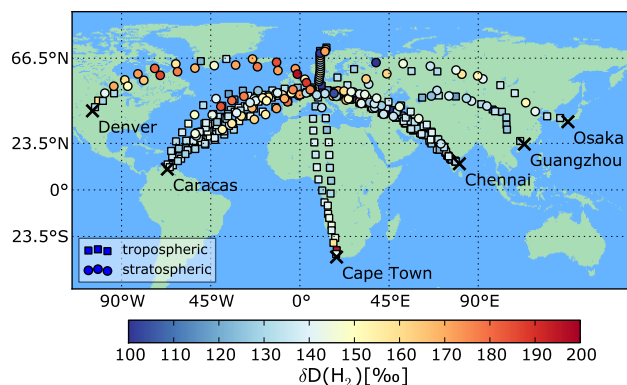 66.5°N
23.5°N
0°
23.5°S
Denver
Caracas
Osaka
Guangzhou
Chennai
Cape Town
tropospheric
stratospheric
90°W 45°W 0° 45°E 90°E
100 110 120 130 140 150 160 170 180 190 200
δD(H₂)[‰]